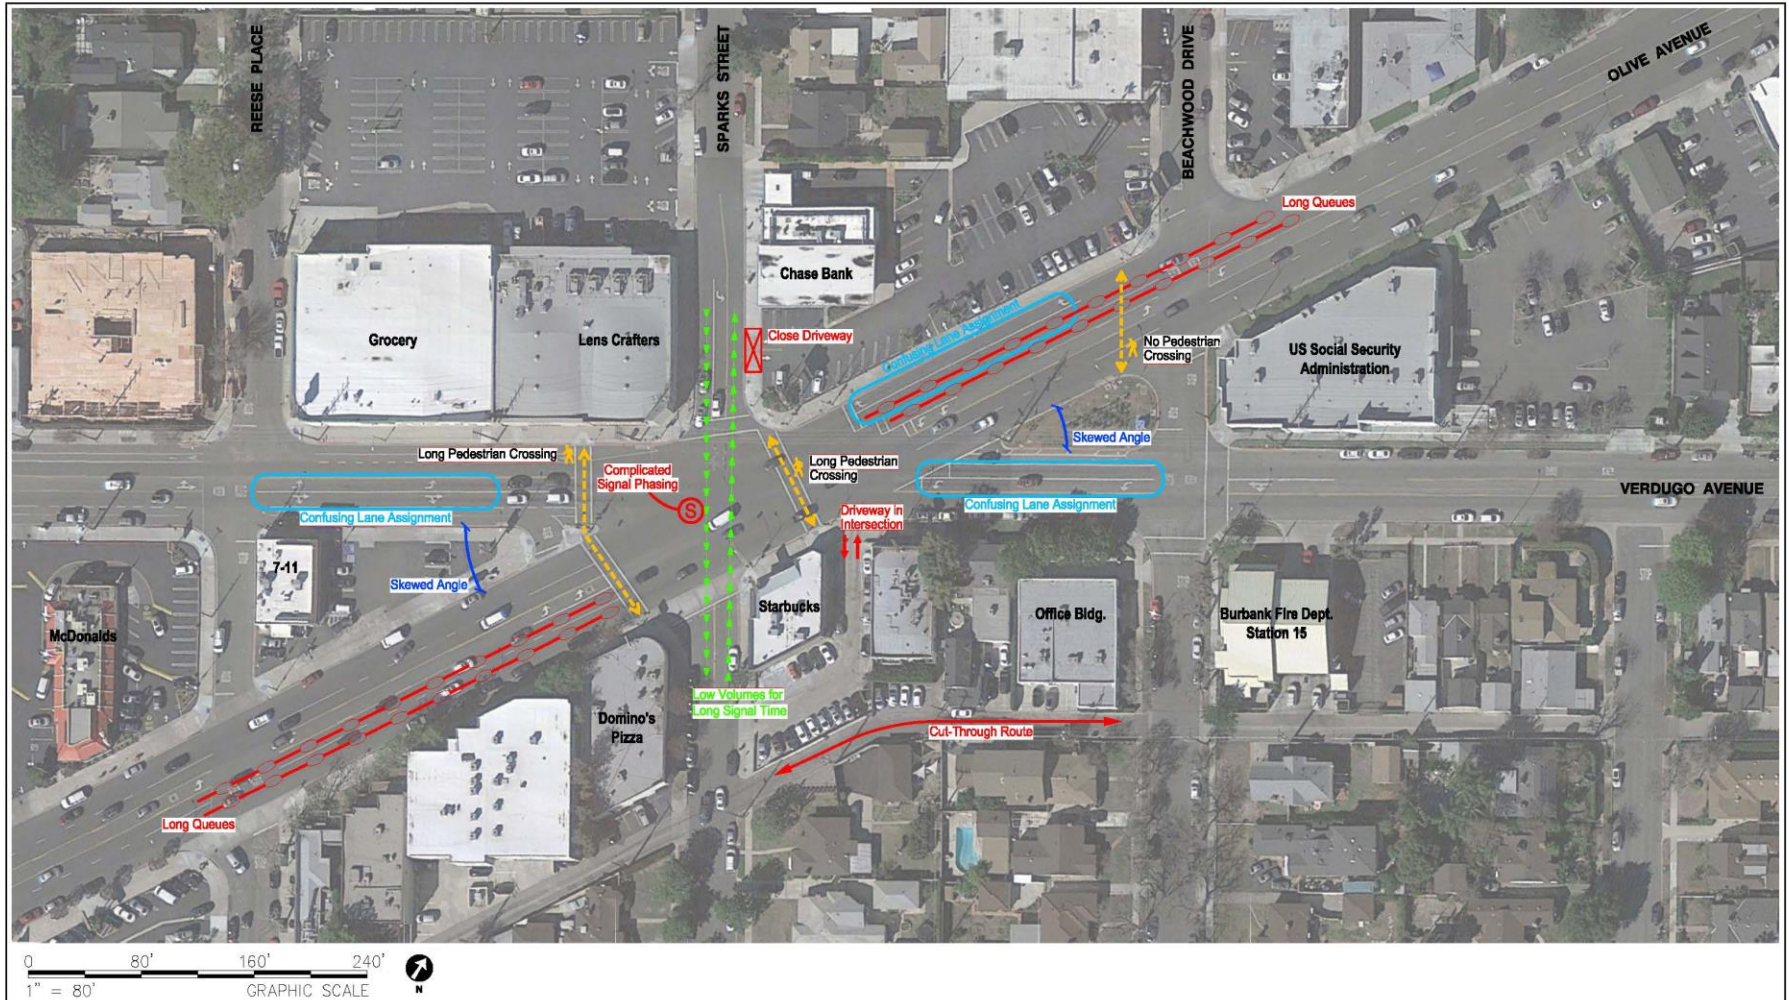 REESE PLACE
SPARKS STREET
BEACHWOOD DRIVE
OLIVE AVENUE
Long Queues
Chase Bank
Close Driveway
Confusing Lane Assignment
No Pedestrian
Crossing
Grocery
Lens Crafters
US Social Security
Administration
Skewed Angle
Long Pedestrian Crossing
Complicated
Signal Phasing
S
Long Pedestrian
Crossing
Confusing Lane Assignment
Confusing Lane Assignment
VERDUGO AVENUE
Driveway in
Intersection
7-11
Skewed Angle
McDonalds
Starbucks
Office Bldg.
Burbank Fire Dept.
Station 15
Low Volumes for
Long Signal Time
Domino's
Pizza
Cut-Through Route
Long Queues
0 80' 160' 240'
1" = 80' GRAPHIC SCALE
N